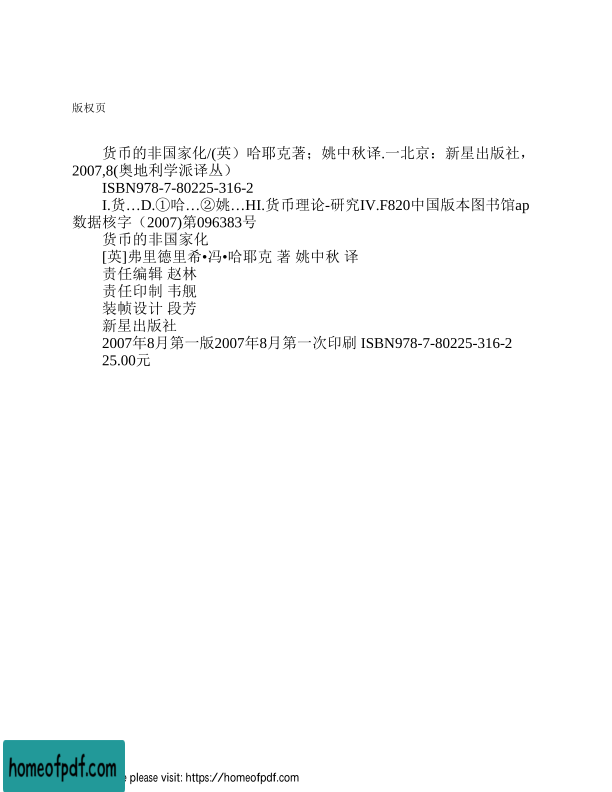 版权页
货币的非国家化/(英）哈耶克著；姚中秋译.一北京：新星出版社，
2007,8(奥地利学派译丛）
ISBN978-7-80225-316-2
I.货…D.①哈…②姚…HI.货币理论-研究IV.F820中国版本图书馆ap
数据核字（2007)第096383号
货币的非国家化
[英]弗里德里希•冯•哈耶克 著 姚中秋 译
责任编辑 赵林
责任印制 韦舰
装帧设计 段芳
新星出版社
2007年8月第一版2007年8月第一次印刷 ISBN978-7-80225-316-2
25.00元
homeofpdf.com
please visit: https://homeofpdf.com